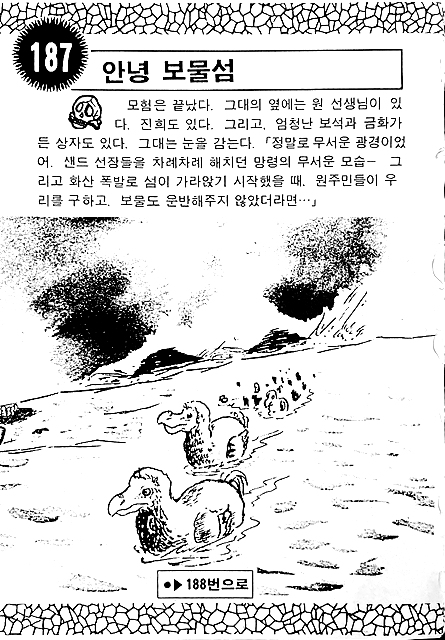 187
안녕 보물섬
모험은 끝났다. 그대의 옆에는 원 선생님이 있
다. 진희도 있다. 그리고, 엄청난 보석과 금화가
든 상자도 있다. 그대는 눈을 감는다. 「정말로 무서운 광경이었
어. 샌드 선장들을 차례차례 해치던 망령의 무서운 모습— 그
리고 화산 폭발로 섬이 가라앉기 시작했을 때, 원주민들이 우
리를 구하고, 보물도 운반해주지 않았더라면…」
●▶188번으로